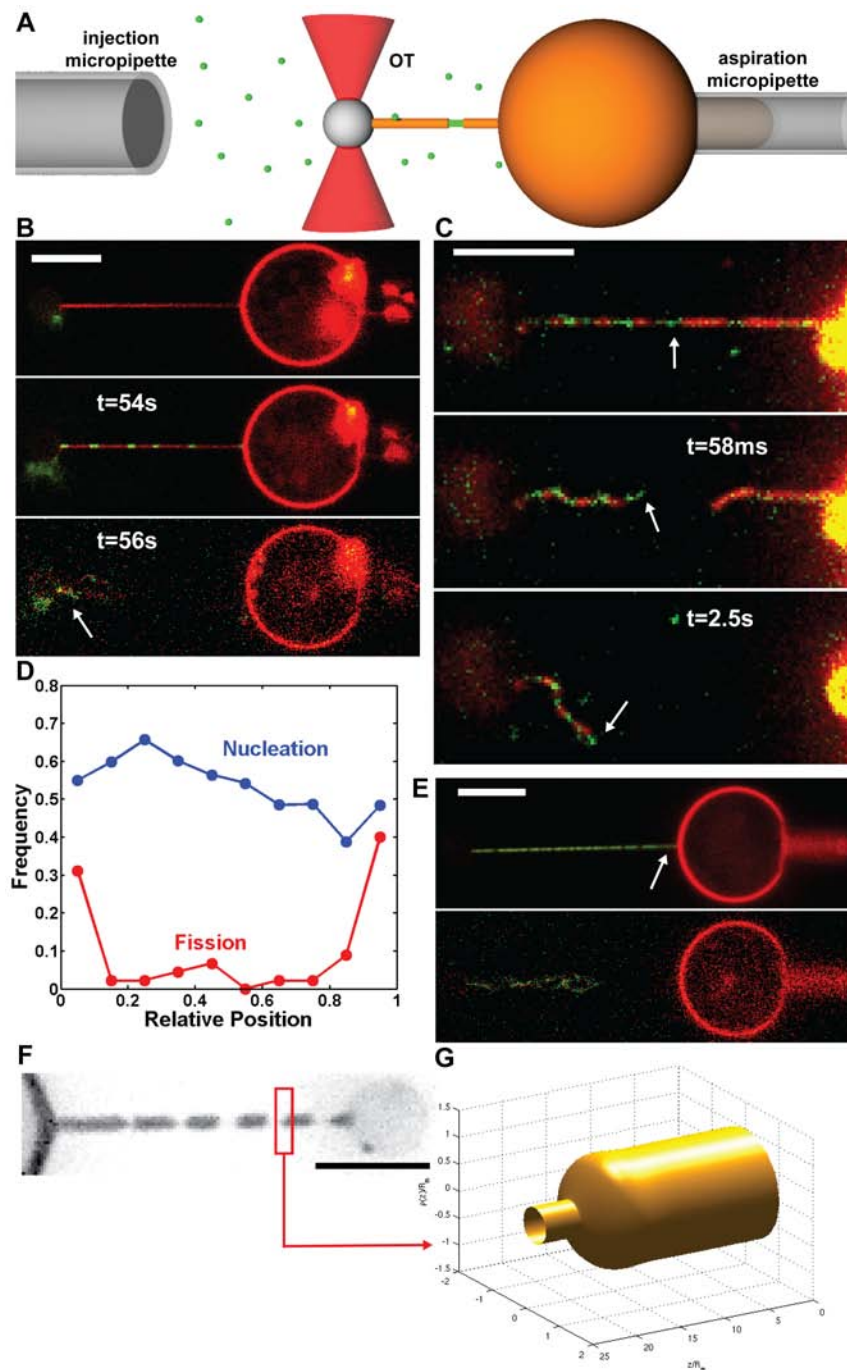 A
injection
micropipette
OT
aspiration
micropipette
B
t=54s
t=56s
C
t=58ms
t=2.5s
D
0.8
0.7
0.6
0.5
0.4
0.3
0.2
0.1
0
Frequency
Nucleation
Fission
0
0.2
0.4
0.6
0.8
1
Relative Position
E
F
G
1.5
1
0.5
0
-0.5
-1
-1.5
-2
-1
0
1
2
25
20
15
10
5
0